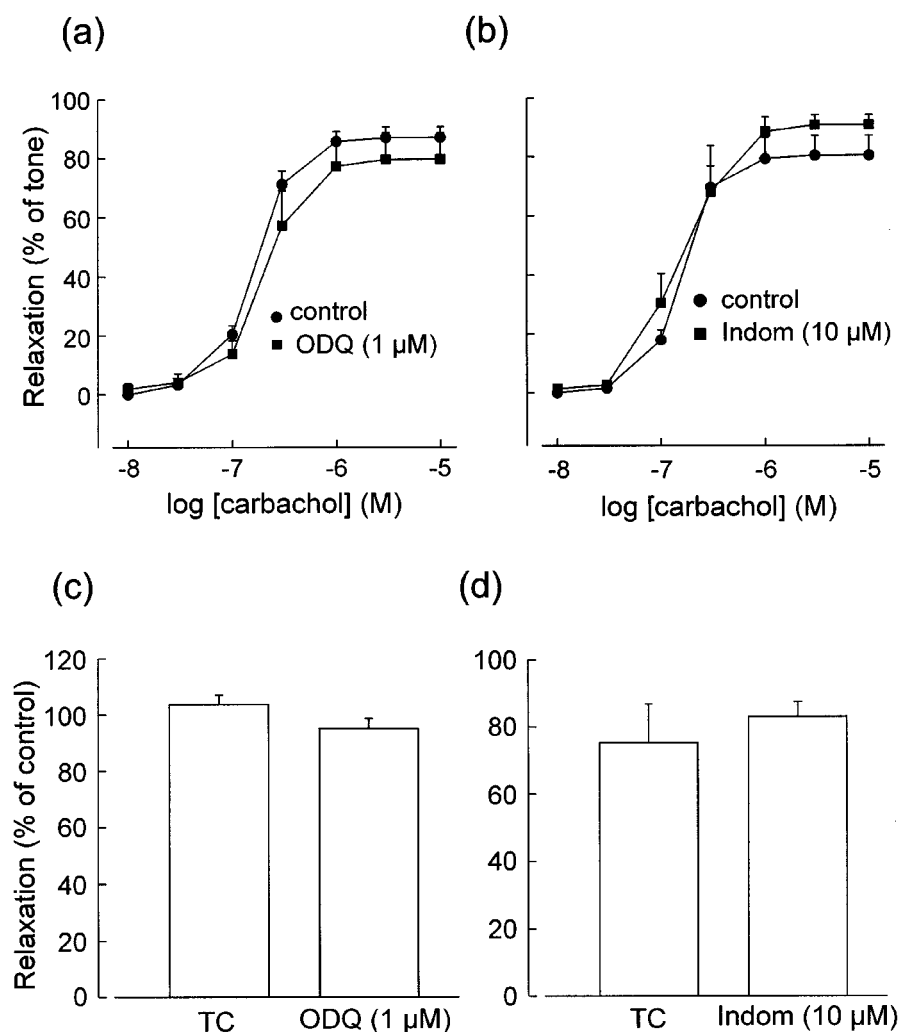 (a)
(b)
Relaxation (% of tone)
100
80
60
40
20
0
control
ODQ (1 µM)
control
Indom (10 µM)
-8
-7
-6
-5
-8
-7
-6
-5
log [carbachol] (M)
log [carbachol] (M)
(c)
(d)
Relaxation (% of control)
120
100
80
60
40
20
0
100
80
60
40
20
0
TC
ODQ (1 µM)
TC
Indom (10 µM)